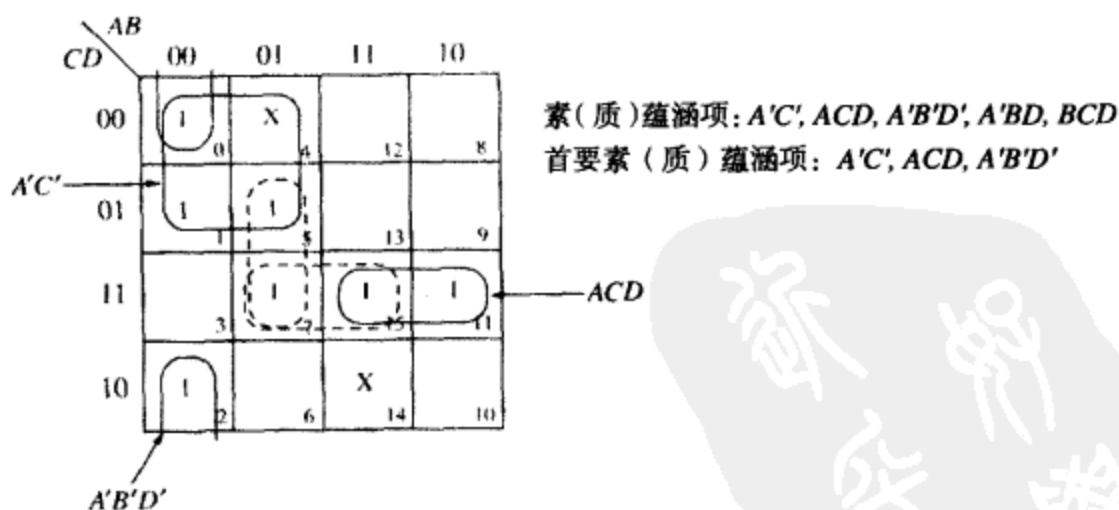 AB
CD 00 01 11 10
00 1 X
0 4 12 8
素(质)蕴涵项: A'C', ACD, A'B'D', A'BD, BCD
首要素(质)蕴涵项: A'C', ACD, A'B'D'
A'C'
01 1 1
1 5 13 9
11 1 1 1
ACD
3 7 15 11
10 1 X
2 6 14 10
A'B'D'